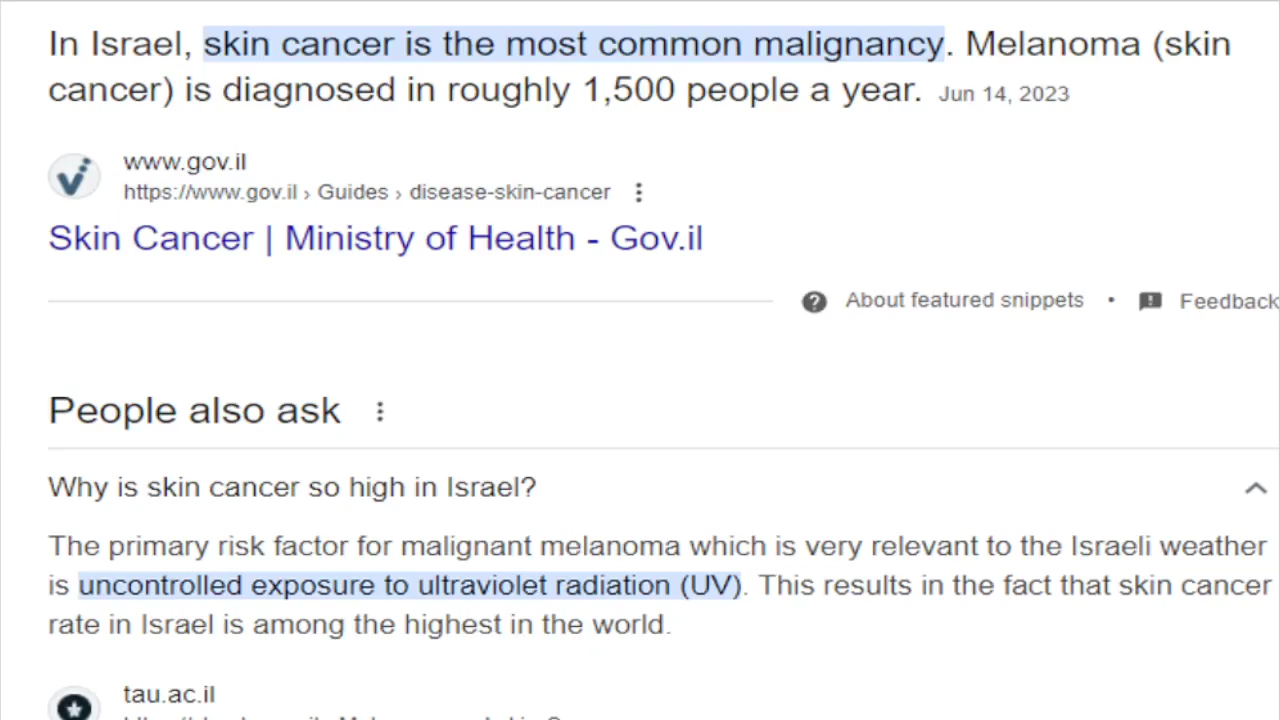 In Israel, skin cancer is the most common malignancy. Melanoma (skin
cancer) is diagnosed in roughly 1,500 people a year. Jun 14, 2023
www.gov.il
https://www.gov.il › Guides › disease-skin-cancer
Skin Cancer | Ministry of Health - Gov.il
About featured snippets • Feedback
People also ask
Why is skin cancer so high in Israel?
The primary risk factor for malignant melanoma which is very relevant to the Israeli weather
is uncontrolled exposure to ultraviolet radiation (UV). This results in the fact that skin cancer
rate in Israel is among the highest in the world.
tau.ac.il